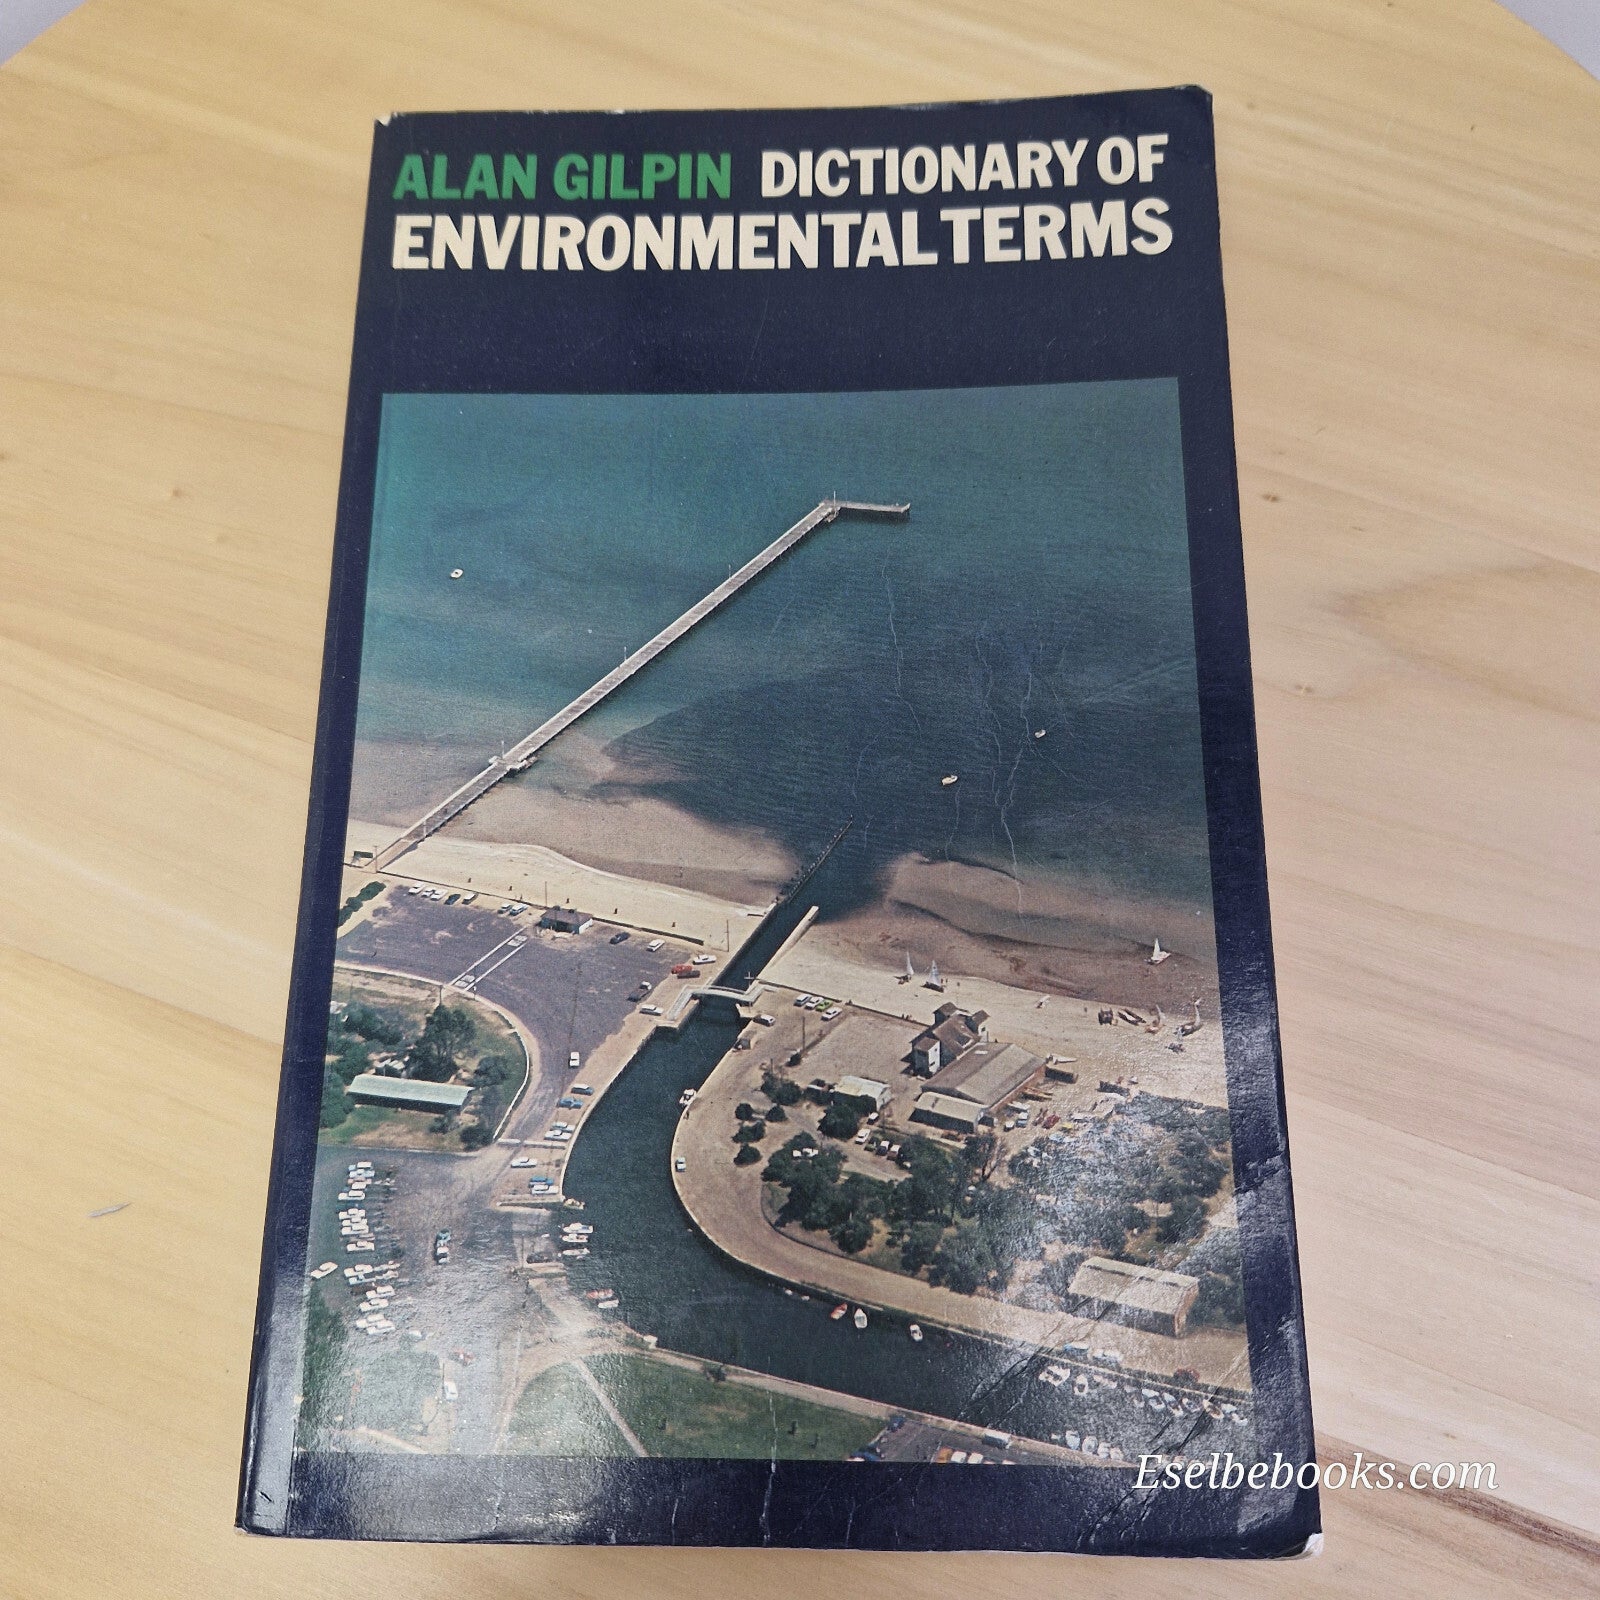 ALAN GILPIN DICTIONARY OF
ENVIRONMENTAL TERMS
Eselbebooks.com